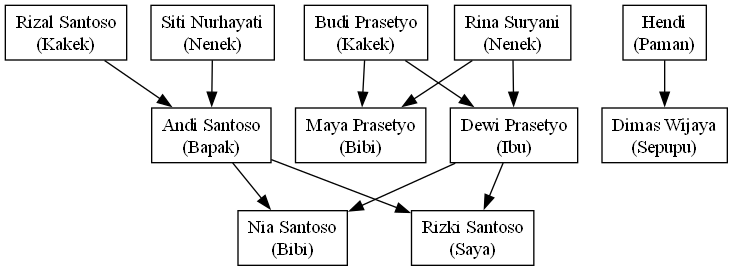 Rizal Santoso
(Kakek)
Siti Nurhayati
(Nenek)
Budi Prasetyo
(Kakek)
Rina Suryani
(Nenek)
Hendi
(Paman)
Andi Santoso
(Bapak)
Maya Prasetyo
(Bibi)
Dewi Prasetyo
(Ibu)
Dimas Wijaya
(Sepupu)
Nia Santoso
(Bibi)
Rizki Santoso
(Saya)